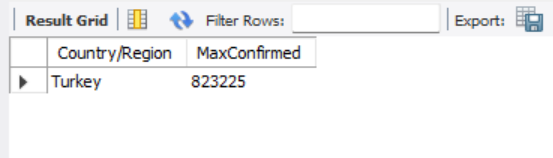 Result Grid Filter Rows: Export:
Country/Region MaxConfirmed
Turkey 823225